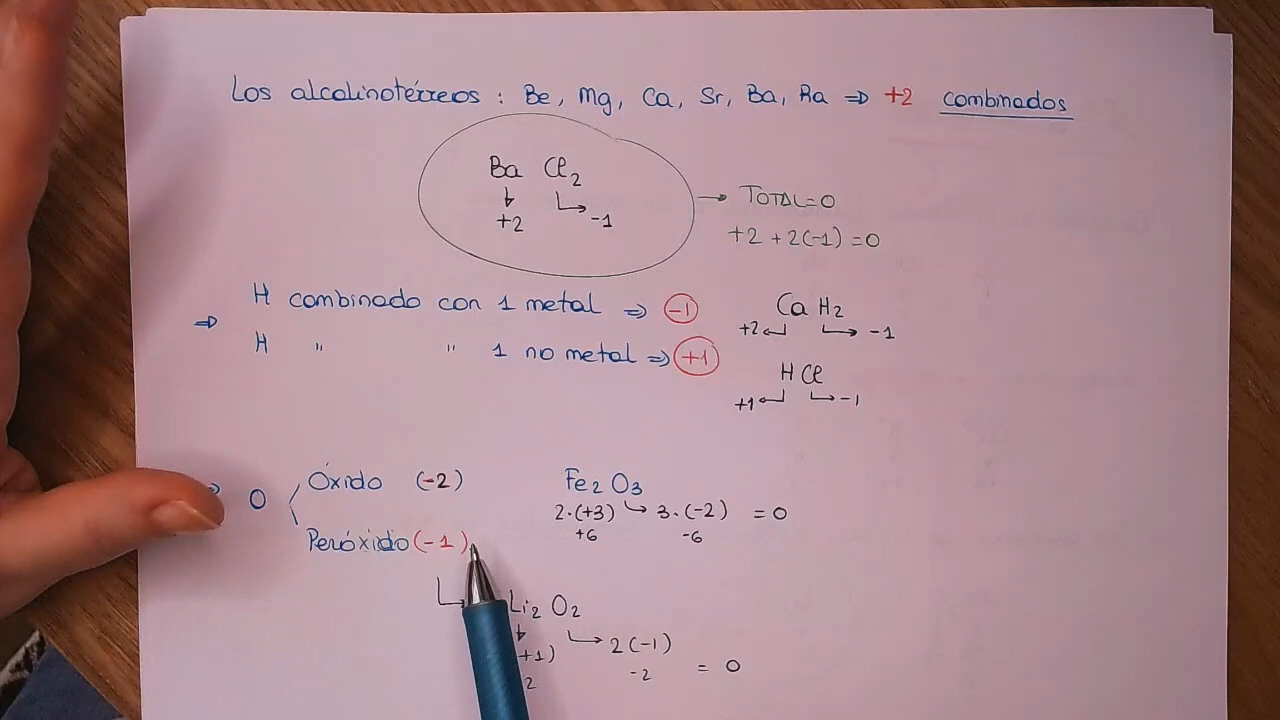 Los alcalinotérreos : Be, Mg, Ca, Sr, Ba, Ra ⇒ +2 combinados
Ba Cl2
+2 -1
→ TOTAL=0
+2 +2(-1) =0
⇒ H combinado con 1 metal ⇒ -1
H " " 1 no metal ⇒ +1
Ca H2
+2 ← → -1
H Cl
+1 ← → -1
⇒ O
Óxido (-2)
Peróxido (-1)
Fe2 O3
2·(+3) → 3·(-2) = 0
+6 -6
Li2 O2
+1) → 2(-1)
2 -2 = 0